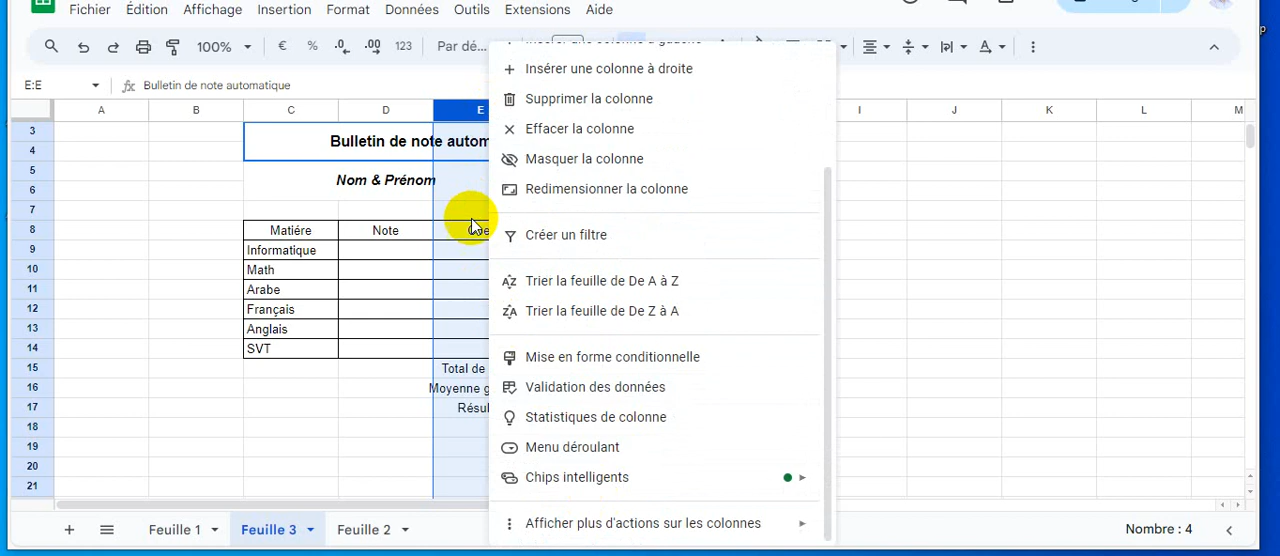 Fichier Édition Affichage Insertion Format Données Outils Extensions Aide
100% € % .0 .00 123 Par dé...
E:E fx Bulletin de note automatique
A B C D E I J K L M
Insérer une colonne à droite
Supprimer la colonne
Effacer la colonne
Masquer la colonne
Redimensionner la colonne
Créer un filtre
Trier la feuille de De A à Z
Trier la feuille de De Z à A
Mise en forme conditionnelle
Validation des données
Statistiques de colonne
Menu déroulant
Chips intelligents
Afficher plus d'actions sur les colonnes
3
4 Bulletin de note autom
5
6 Nom & Prénom
7
8 Matiére Note
9 Informatique
10 Math
11 Arabe
12 Français
13 Anglais
14 SVT
15 Total de
16 Moyenne g
17 Résul
18
19
20
21
Feuille 1 Feuille 3 Feuille 2 Nombre : 4